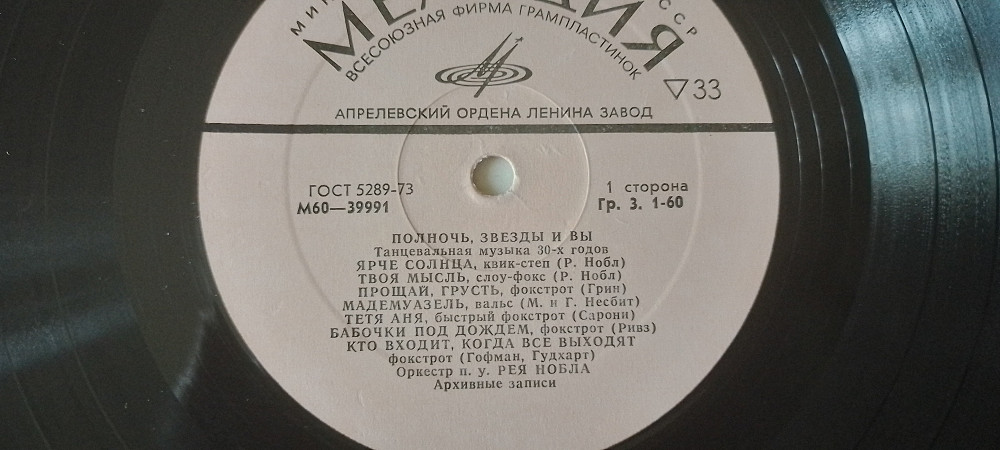 МЕЛОДИЯ
ВСЕСОЮЗНАЯ ФИРМА ГРАМПЛАСТИНОК
▽33
АПРЕЛЕВСКИЙ ОРДЕНА ЛЕНИНА ЗАВОД
ГОСТ 5289-73
М60—39991
1 сторона
Гр. 3. 1-60
ПОЛНОЧЬ, ЗВЕЗДЫ И ВЫ
Танцевальная музыка 30-х годов
ЯРЧЕ СОЛНЦА, квик-степ (Р. Нобл)
ТВОЯ МЫСЛЬ, слоу-фокс (Р. Нобл)
ПРОЩАЙ, ГРУСТЬ, фокстрот (Грин)
МАДЕМУАЗЕЛЬ, вальс (М. и Г. Несбит)
ТЕТЯ АНЯ, быстрый фокстрот (Сарони)
БАБОЧКИ ПОД ДОЖДЕМ, фокстрот (Ривз)
КТО ВХОДИТ, КОГДА ВСЕ ВЫХОДЯТ
фокстрот (Гофман, Гудхарт)
Оркестр п. у. РЕЯ НОБЛА
Архивные записи